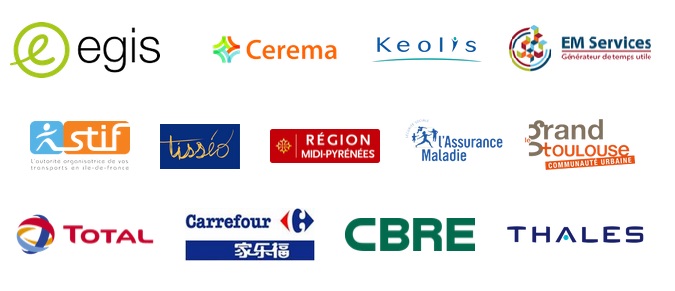 e egis
Cerema
Keolis
EM Services
Générateur de temps utile
stif
L'autorité organisatrice de vos
transports en île-de-france
tisséo
RÉGION
MIDI-PYRÉNÉES
l'Assurance
Maladie
le Grand
toulouse
COMMUNAUTÉ URBAINE
TOTAL
Carrefour
家乐福
CBRE
THALES